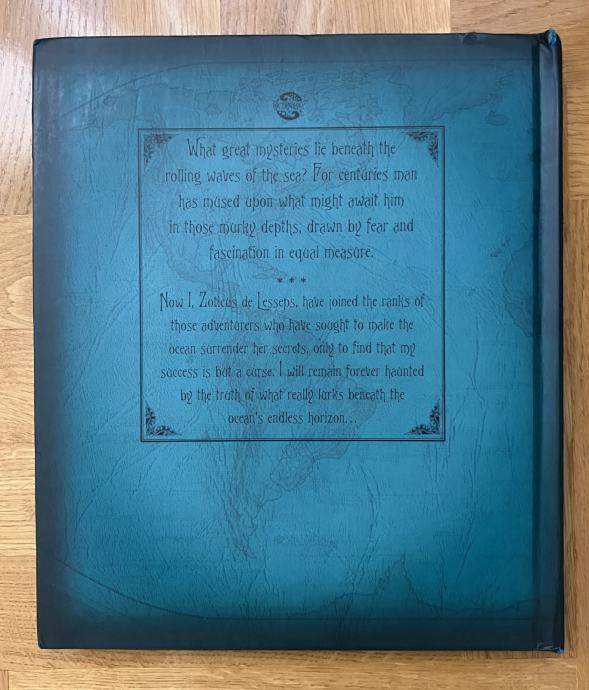 What great mysteries lie beneath the
rolling waves of the sea? For centuries man
has mused upon what might await him
in those murky depths, drawn by fear and
fascination in equal measure.
* * *
Now I, Zoticus de Lesseps, have joined the ranks of
those adventurers who have sought to make the
ocean surrender her secrets, only to find that my
success is but a curse. I will remain forever haunted
by the truth of what really lurks beneath the
ocean's endless horizon...